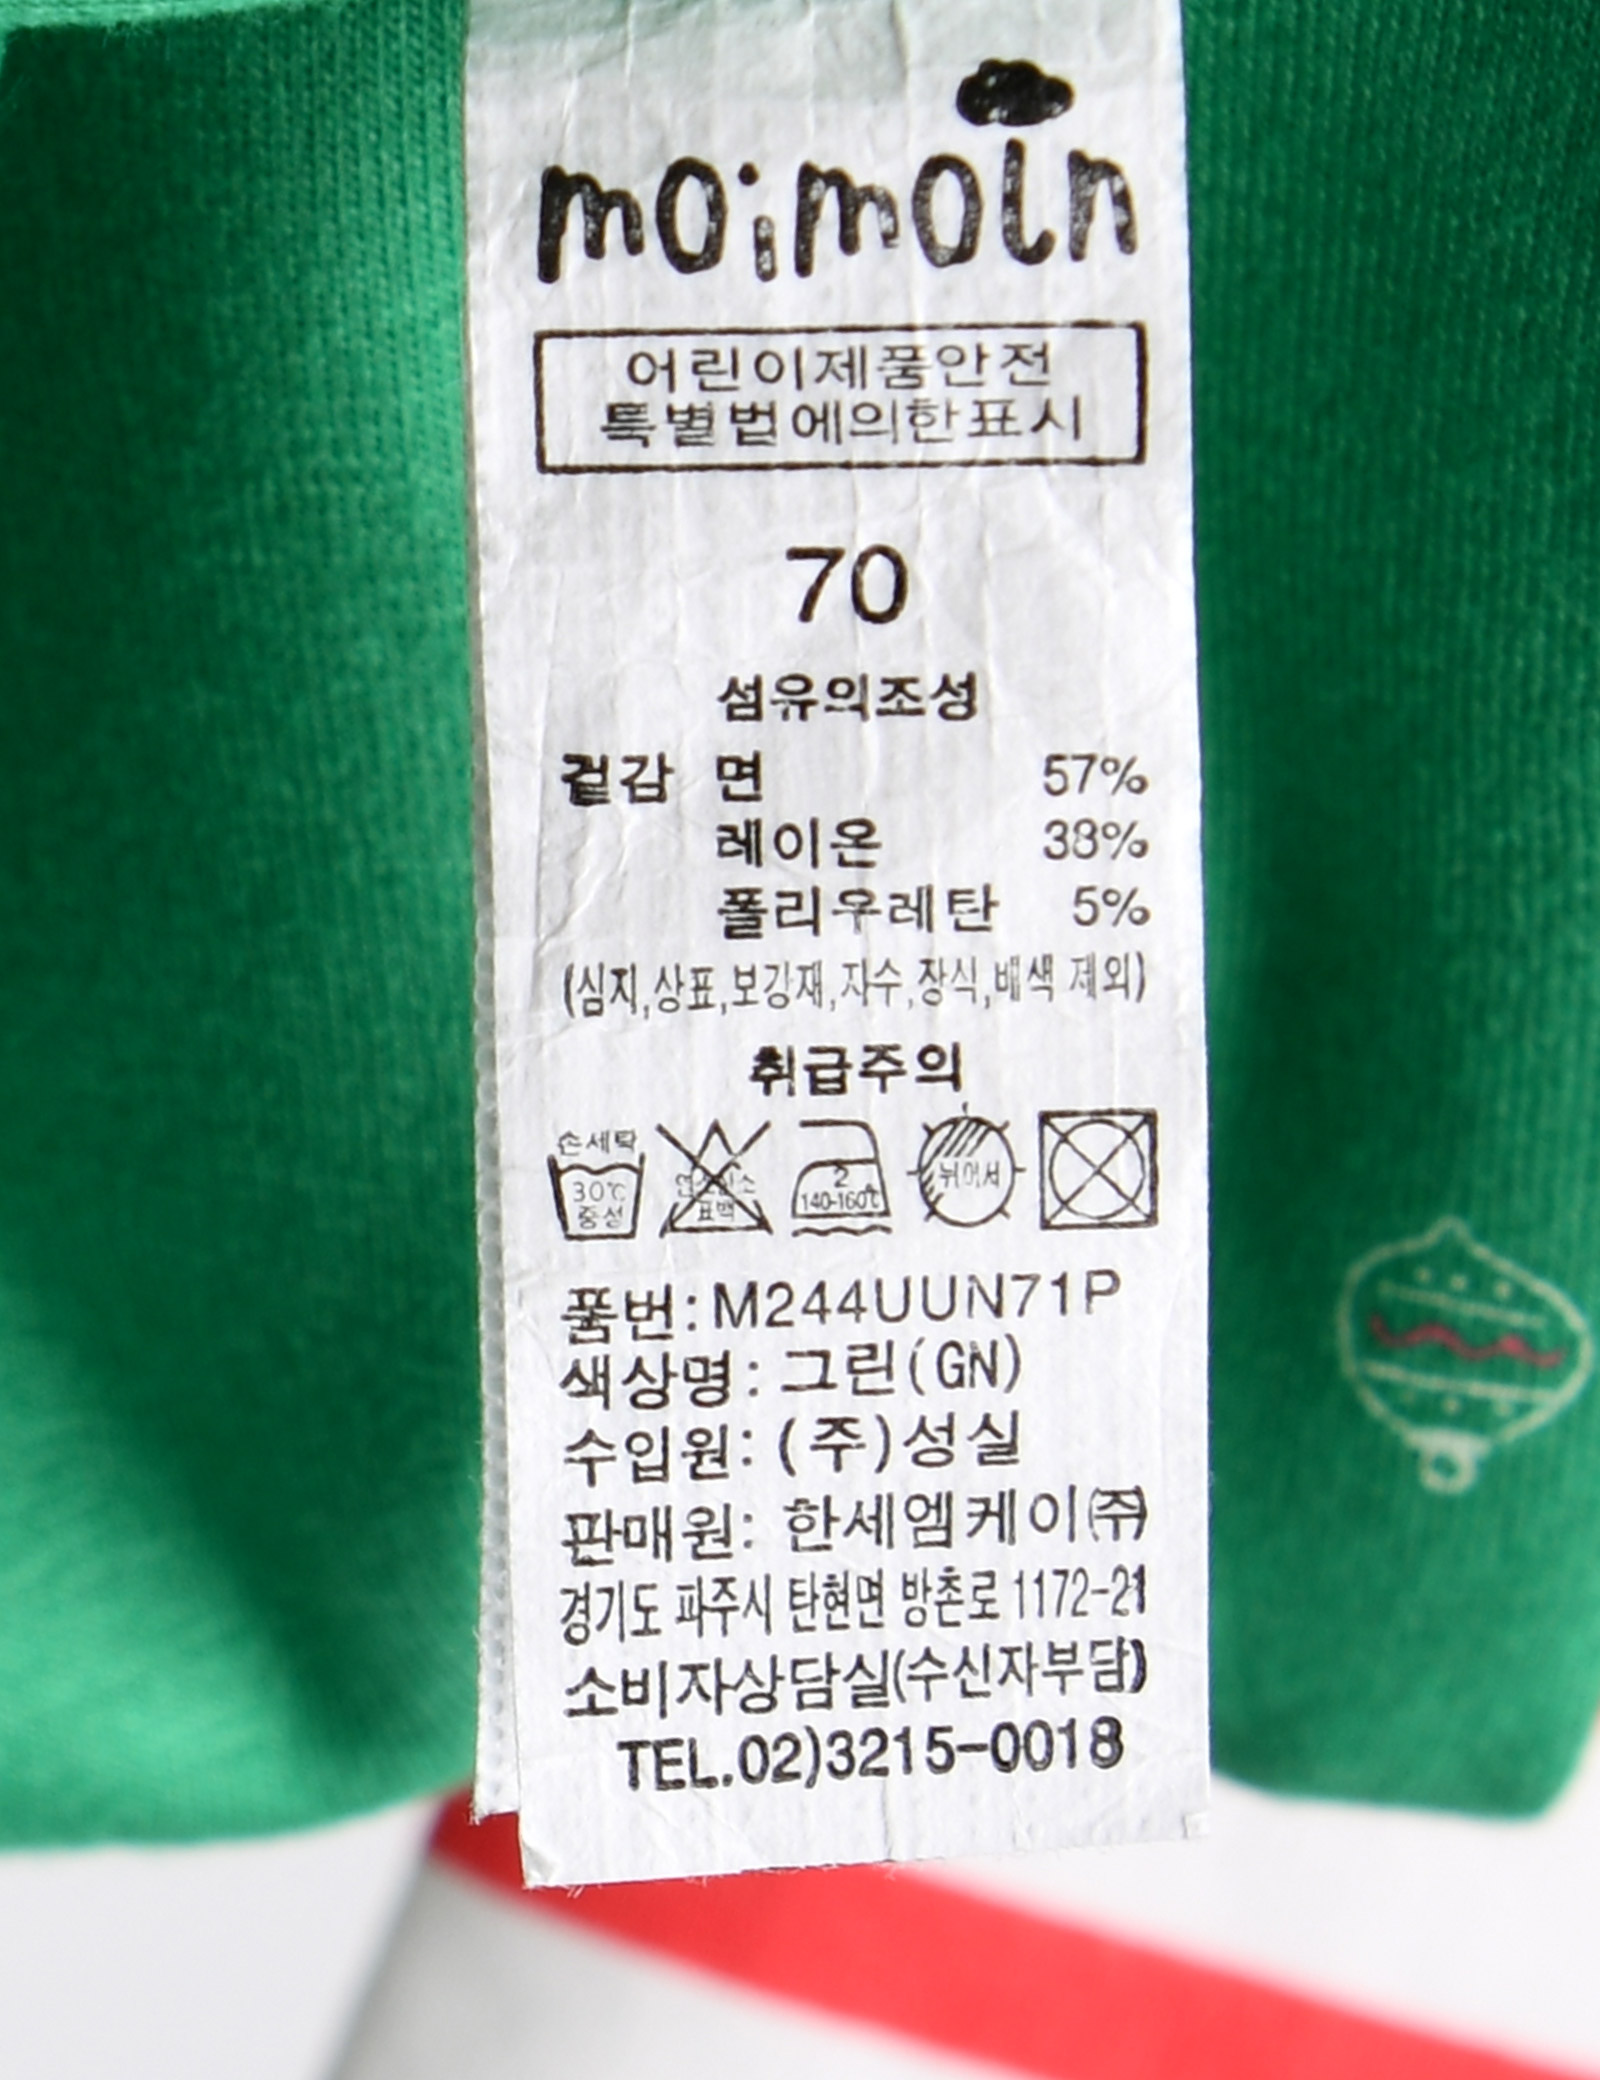 moimoln
어린이제품안전
특별법에의한표시
70
섬유의조성
겉감 면 57%
레이온 38%
폴리우레탄 5%
(심지,상표,보강재,자수,장식,배색 제외)
취급주의
손세탁
30℃
중성
염소산소
표백
2
140-160℃
뉘어서
품번:M244UUN71P
색상명: 그린(GN)
수입원: (주)성실
판매원: 한세엠케이㈜
경기도 파주시 탄현면 방촌로 1172-21
소비자상담실(수신자부담)
TEL.02)3215-0018